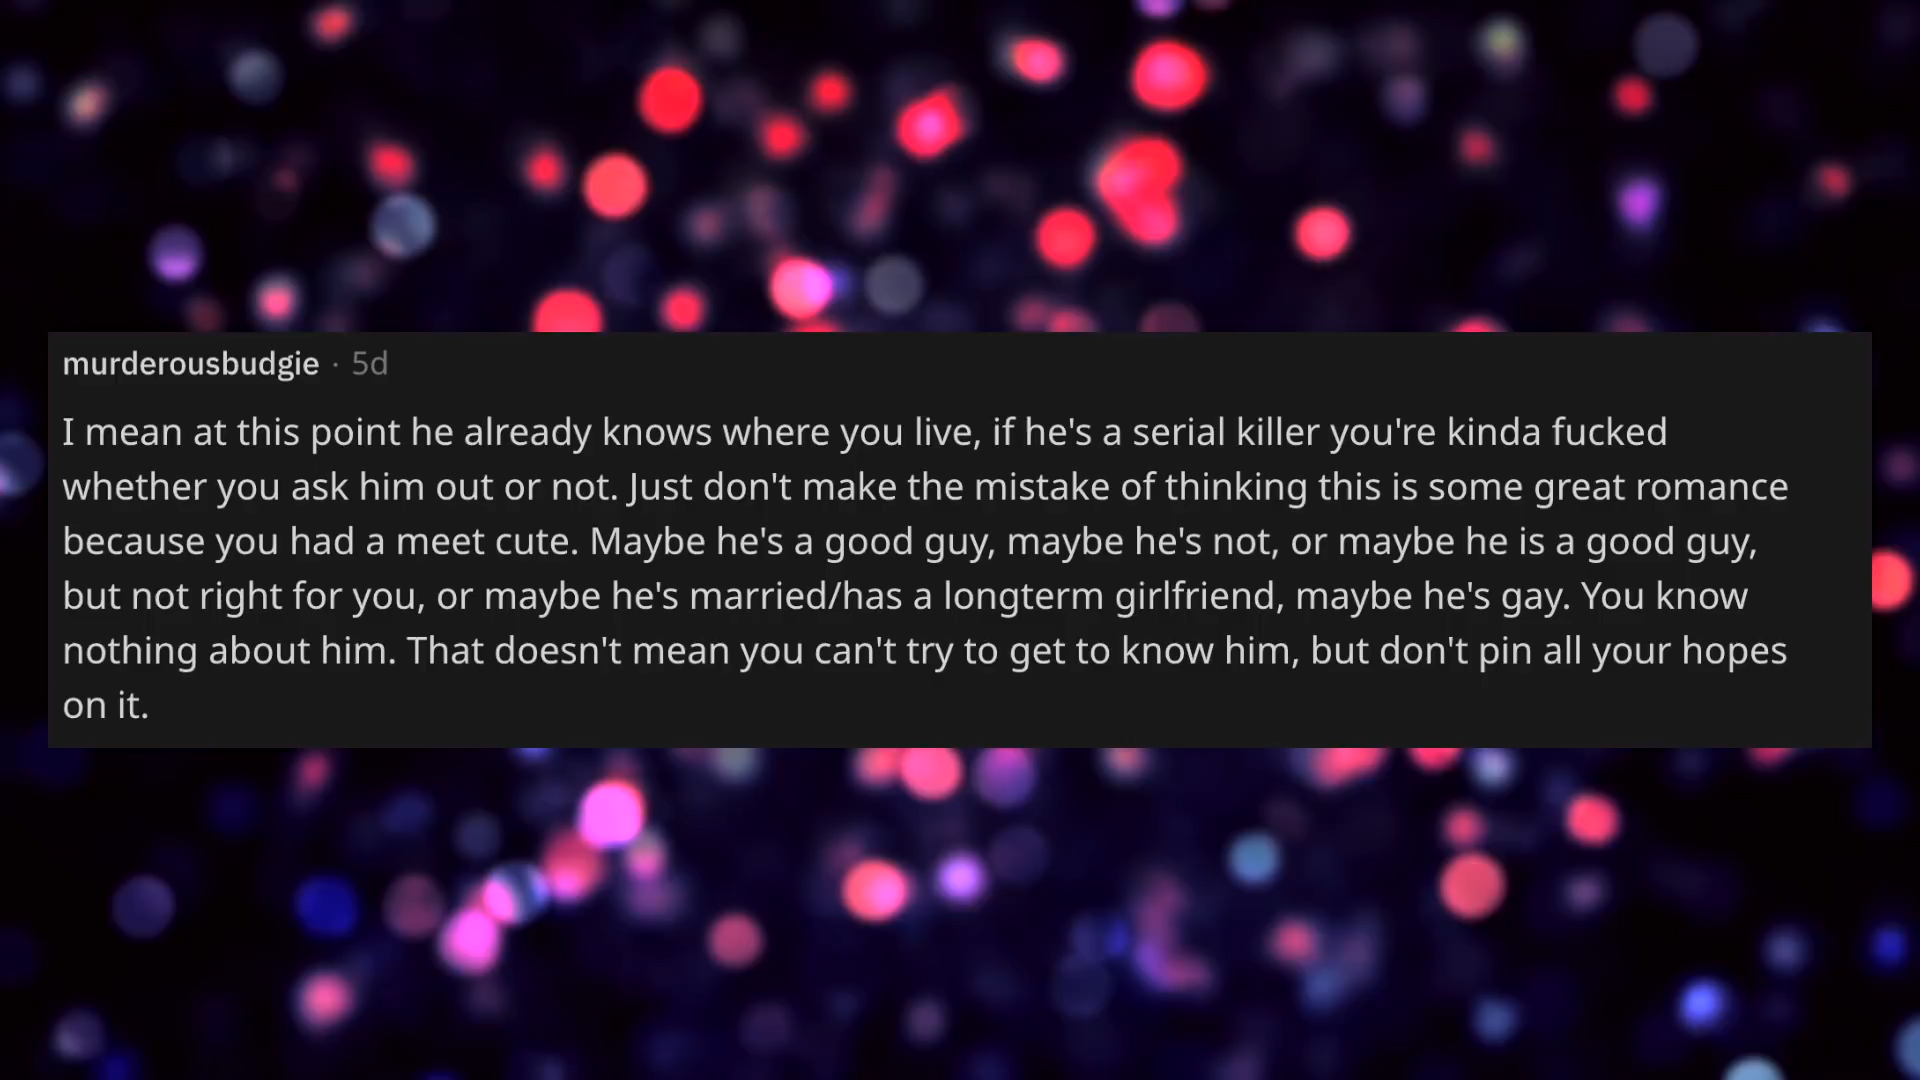 murderousbudgie · 5d
I mean at this point he already knows where you live, if he's a serial killer you're kinda fucked
whether you ask him out or not. Just don't make the mistake of thinking this is some great romance
because you had a meet cute. Maybe he's a good guy, maybe he's not, or maybe he is a good guy,
but not right for you, or maybe he's married/has a longterm girlfriend, maybe he's gay. You know
nothing about him. That doesn't mean you can't try to get to know him, but don't pin all your hopes
on it.